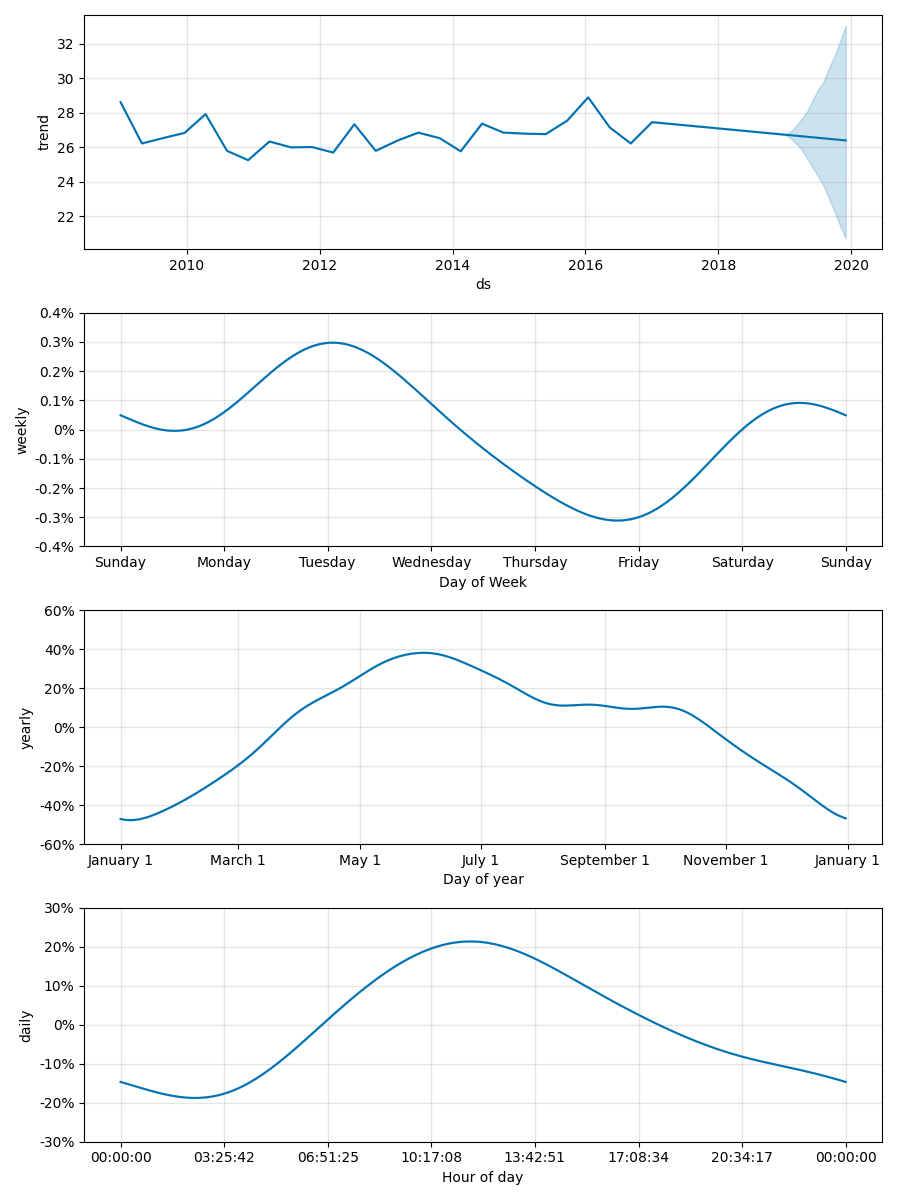 32
30
28
26
24
22
trend
2010 2012 2014 2016 2018 2020
ds
0.4%
0.3%
0.2%
0.1%
0%
-0.1%
-0.2%
-0.3%
-0.4%
weekly
Sunday Monday Tuesday Wednesday Thursday Friday Saturday Sunday
Day of Week
60%
40%
20%
0%
-20%
-40%
-60%
yearly
January 1 March 1 May 1 July 1 September 1 November 1 January 1
Day of year
30%
20%
10%
0%
-10%
-20%
-30%
daily
00:00:00 03:25:42 06:51:25 10:17:08 13:42:51 17:08:34 20:34:17 00:00:00
Hour of day